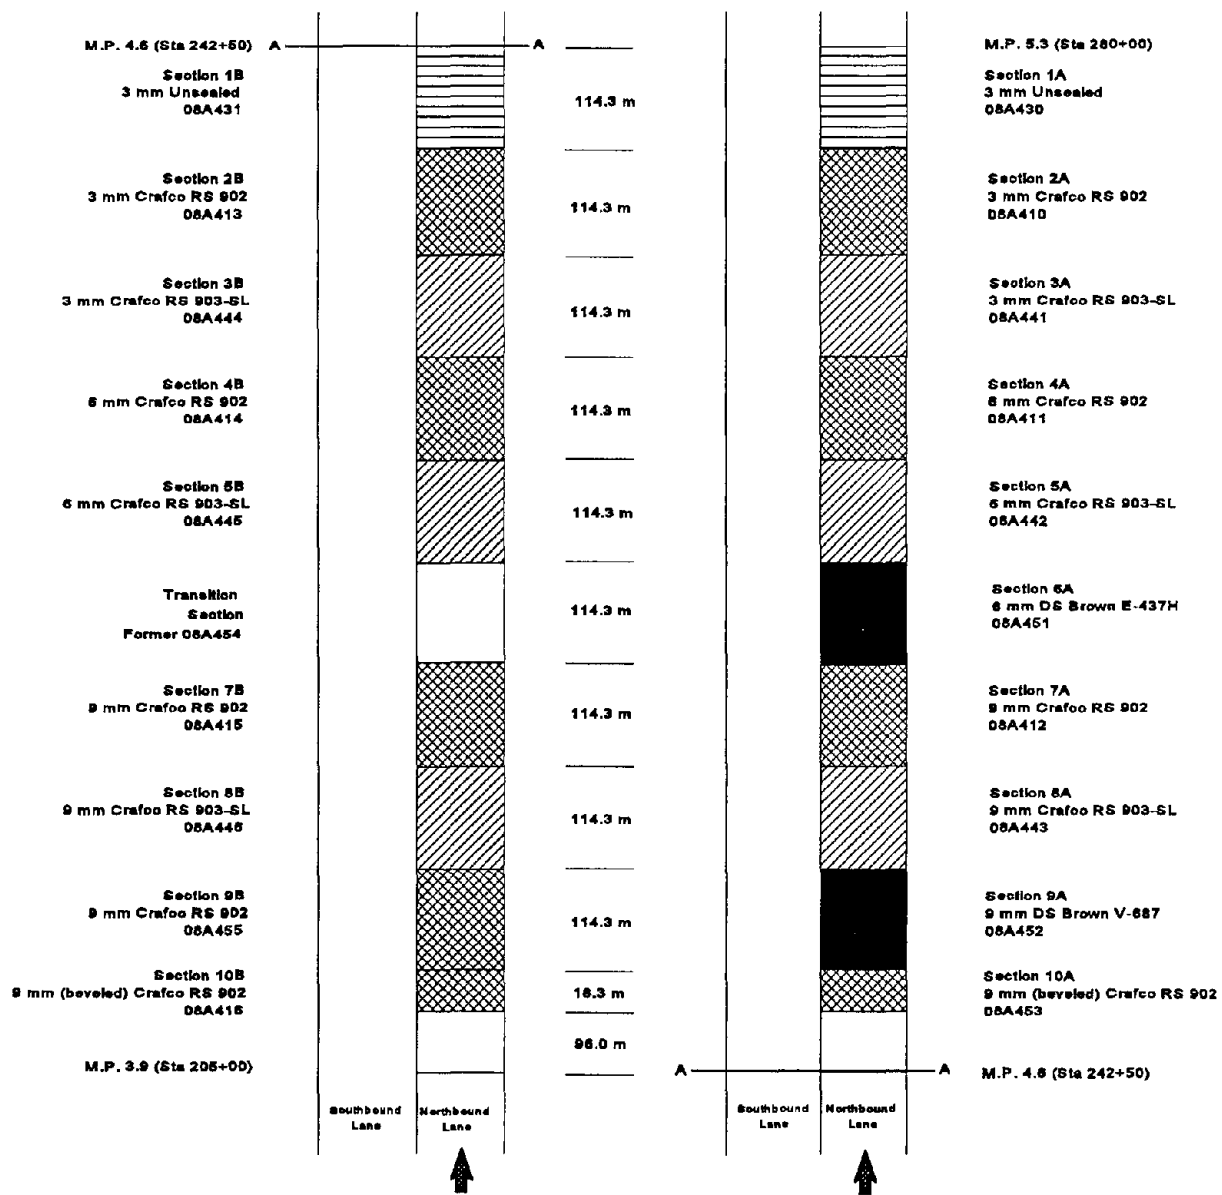 M.P. 4.6 (Sta 242+50)
A
A
Section 1B
3 mm Unsealed
08A431
Section 2B
3 mm Crafco RS 902
08A413
Section 3B
3 mm Crafco RS 903-SL
08A444
Section 4B
6 mm Crafco RS 902
08A414
Section 5B
6 mm Crafco RS 903-SL
08A445
Transition
Section
Former 08A454
Section 7B
9 mm Crafco RS 902
08A415
Section 8B
9 mm Crafco RS 903-SL
08A446
Section 9B
9 mm Crafco RS 902
08A455
Section 10B
9 mm (beveled) Crafco RS 902
08A416
M.P. 3.9 (Sta 205+00)
Southbound
Lane
Northbound
Lane
114.3 m
114.3 m
114.3 m
114.3 m
114.3 m
114.3 m
114.3 m
114.3 m
114.3 m
18.3 m
96.0 m
M.P. 5.3 (Sta 280+00)
Section 1A
3 mm Unsealed
08A430
Section 2A
3 mm Crafco RS 902
08A410
Section 3A
3 mm Crafco RS 903-SL
08A441
Section 4A
6 mm Crafco RS 902
08A411
Section 5A
6 mm Crafco RS 903-SL
08A442
Section 6A
6 mm DS Brown E-437H
08A451
Section 7A
9 mm Crafco RS 902
08A412
Section 8A
9 mm Crafco RS 903-SL
08A443
Section 9A
9 mm DS Brown V-687
08A452
Section 10A
9 mm (beveled) Crafco RS 902
08A453
A
A
M.P. 4.6 (Sta 242+50)
Southbound
Lane
Northbound
Lane